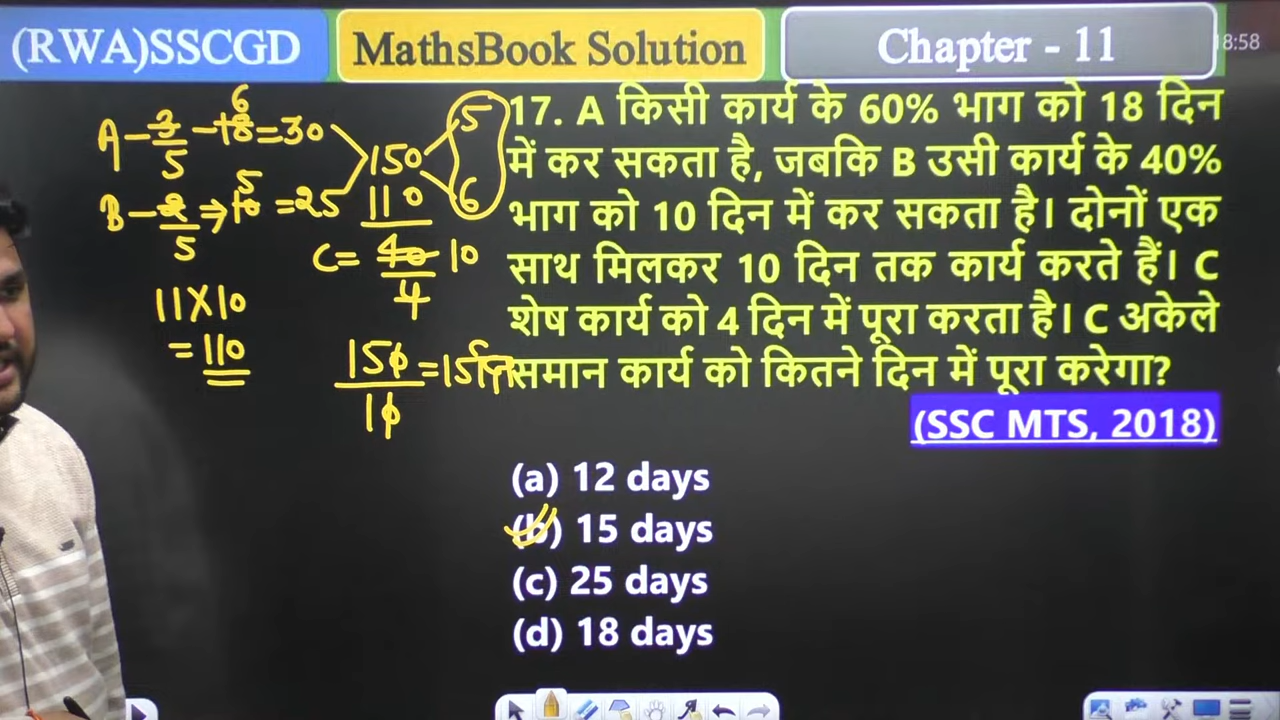 (RWA)SSCGD
MathsBook Solution
Chapter - 11
18:58
17. A किसी कार्य के 60% भाग को 18 दिन
में कर सकता है, जबकि B उसी कार्य के 40%
भाग को 10 दिन में कर सकता है। दोनों एक
साथ मिलकर 10 दिन तक कार्य करते हैं। C
शेष कार्य को 4 दिन में पूरा करता है। C अकेले
समान कार्य को कितने दिन में पूरा करेगा?
(SSC MTS, 2018)
(a) 12 days
(b) 15 days
(c) 25 days
(d) 18 days
A - 3/5 - 18 6 = 30
B - 2/5 ⇒ 10 5 = 25
150
5
6
110
C = 40/4 10
11X10
= 110
150/10 = 15 दिन